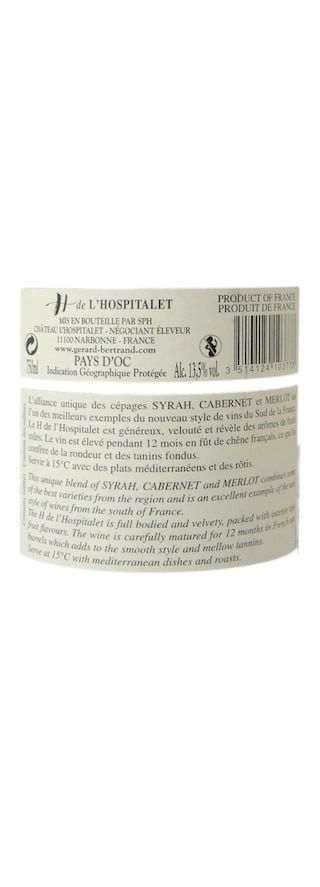 H de L'HOSPITALET
MIS EN BOUTEILLE PAR SPH
CHÂTEAU L'HOSPITALET - NÉGOCIANT ÉLEVEUR
11100 NARBONNE - FRANCE
www.gerard-bertrand.com
PAYS D'OC
Indication Géographique Protégée
750ml
Alc. 13,5% vol.
PRODUCT OF FRANCE
PRODUIT DE FRANCE
3 514124 10377
L'alliance unique des cépages SYRAH, CABERNET et MERLOT est
l'un des meilleurs exemples du nouveau style de vins du Sud de la France.
Le H de l'Hospitalet est généreux, velouté et révèle des arômes de fruits
mûrs. Le vin est élevé pendant 12 mois en fût de chêne français, ce qui lui
confère de la rondeur et des tanins fondus.
Servir à 15°C avec des plats méditerranéens et des rôtis.
This unique blend of SYRAH, CABERNET and MERLOT combines some
of the best varieties from the region and is an excellent example of the new
style of wines from the south of France.
The H de l'Hospitalet is full bodied and velvety, packed with intense ripe
fruit flavours. The wine is carefully matured for 12 months in French oak
barrels which adds to the smooth style and mellow tannins.
Serve at 15°C with mediterranean dishes and roasts.